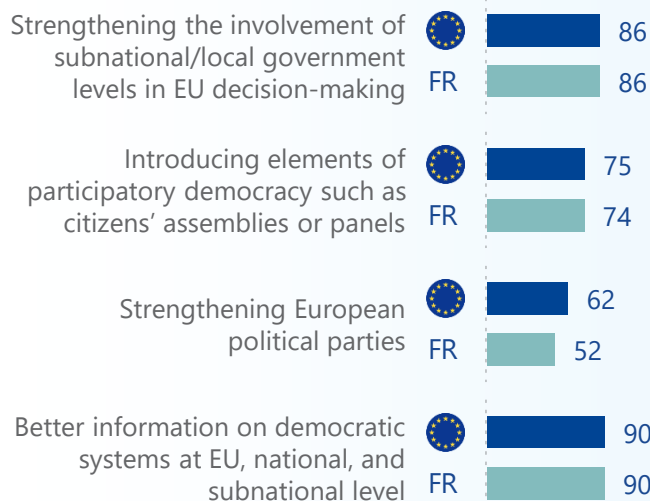 Strengthening the involvement of
subnational/local government
levels in EU decision-making
86
FR 86
Introducing elements of
participatory democracy such as
citizens’ assemblies or panels
75
FR 74
Strengthening European
political parties
62
FR 52
Better information on democratic
systems at EU, national, and
subnational level
90
FR 90